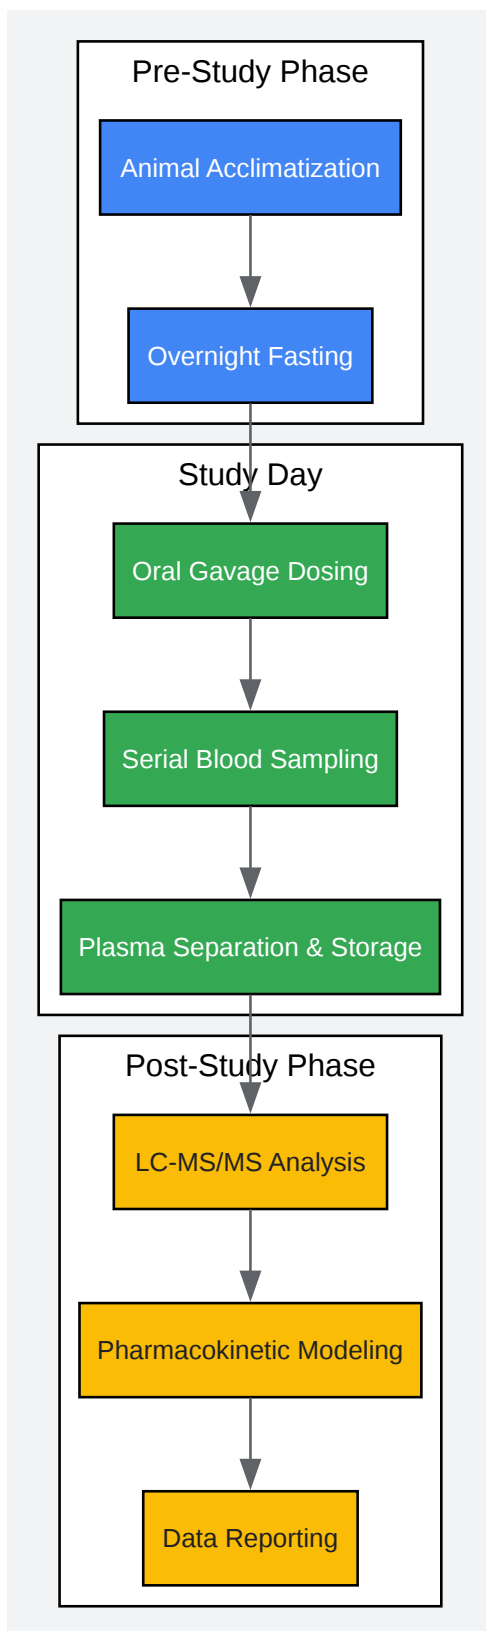 Pre-Study Phase
Animal Acclimatization
Overnight Fasting
Study Day
Oral Gavage Dosing
Serial Blood Sampling
Plasma Separation & Storage
Post-Study Phase
LC-MS/MS Analysis
Pharmacokinetic Modeling
Data Reporting